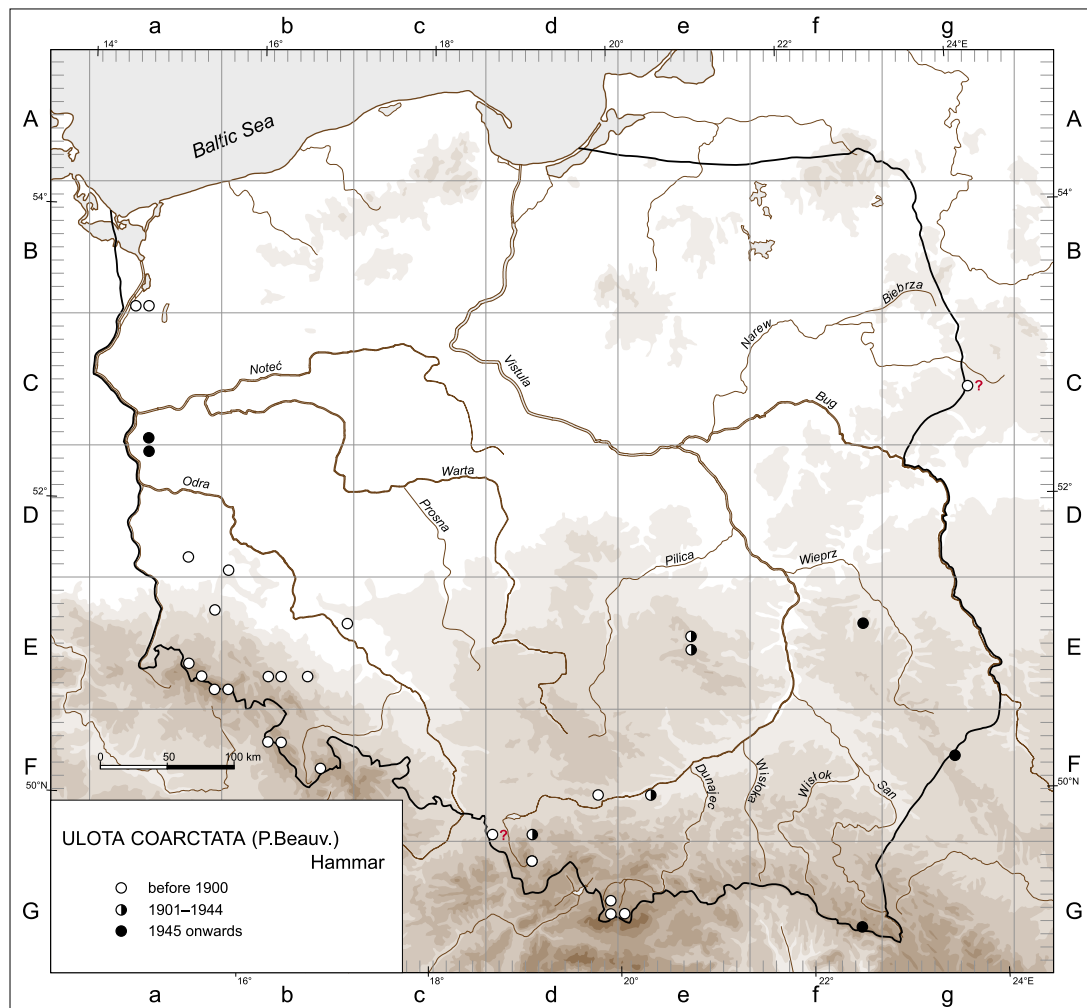 a b c d e f g
14° 16° 18° 20° 22° 24°
A A
Baltic Sea
54° 54°
B B
Biebrza
Narew
C C
Noteć
Vistula
?
Bug
Warta
Odra
52° 52°
D D
Prosna
Pilica
Wieprz
E E
0 50 100 km
F F
50°N 50°N
Dunajec
Wisłoka
Wisłok
San
?
ULOTA COARCTATA (P.Beauv.)
Hammar
before 1900
1901–1944
1945 onwards
G G
16° 18° 20° 22° 24°
a b c d e f g